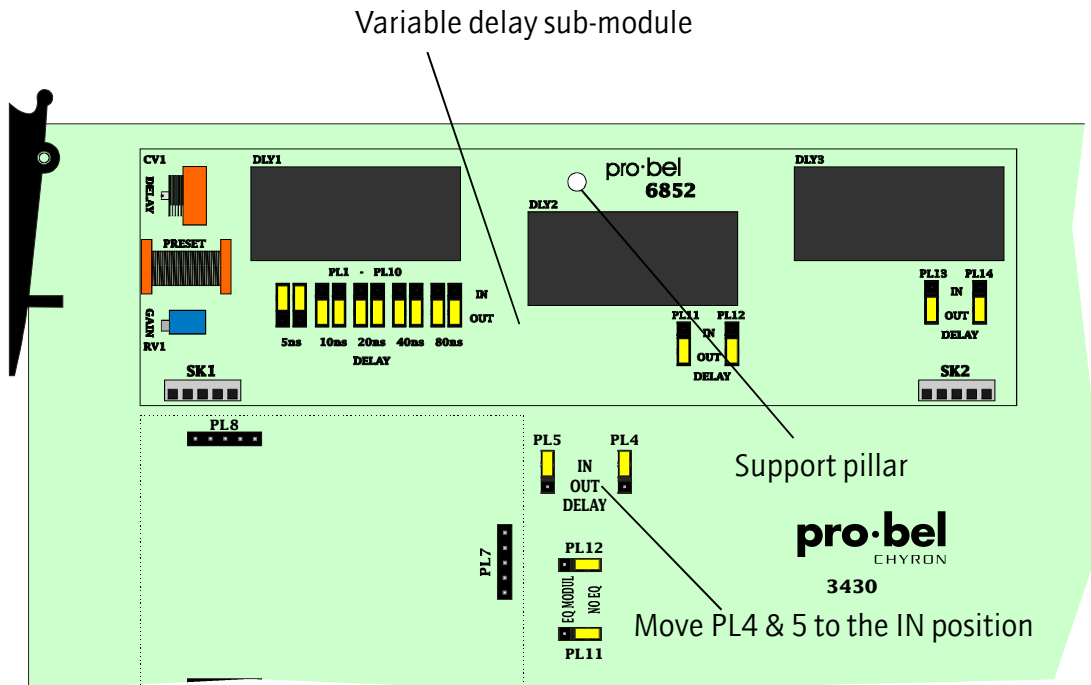 Variable delay sub-module
CV1
DELAY
PRESET
GAIN
RV1
SK1
DLY1
PL1 - PL10
IN
OUT
5ns 10ns 20ns 40ns 80ns
DELAY
pro·bel
6852
DLY2
PL11 PL12
IN
OUT
DELAY
DLY3
PL13 PL14
IN
OUT
DELAY
SK2
PL8
PL7
PL5 PL4
IN
OUT
DELAY
Support pillar
PL12
EQ MODUL
NO EQ
PL11
pro·bel
CHYRON
3430
Move PL4 & 5 to the IN position